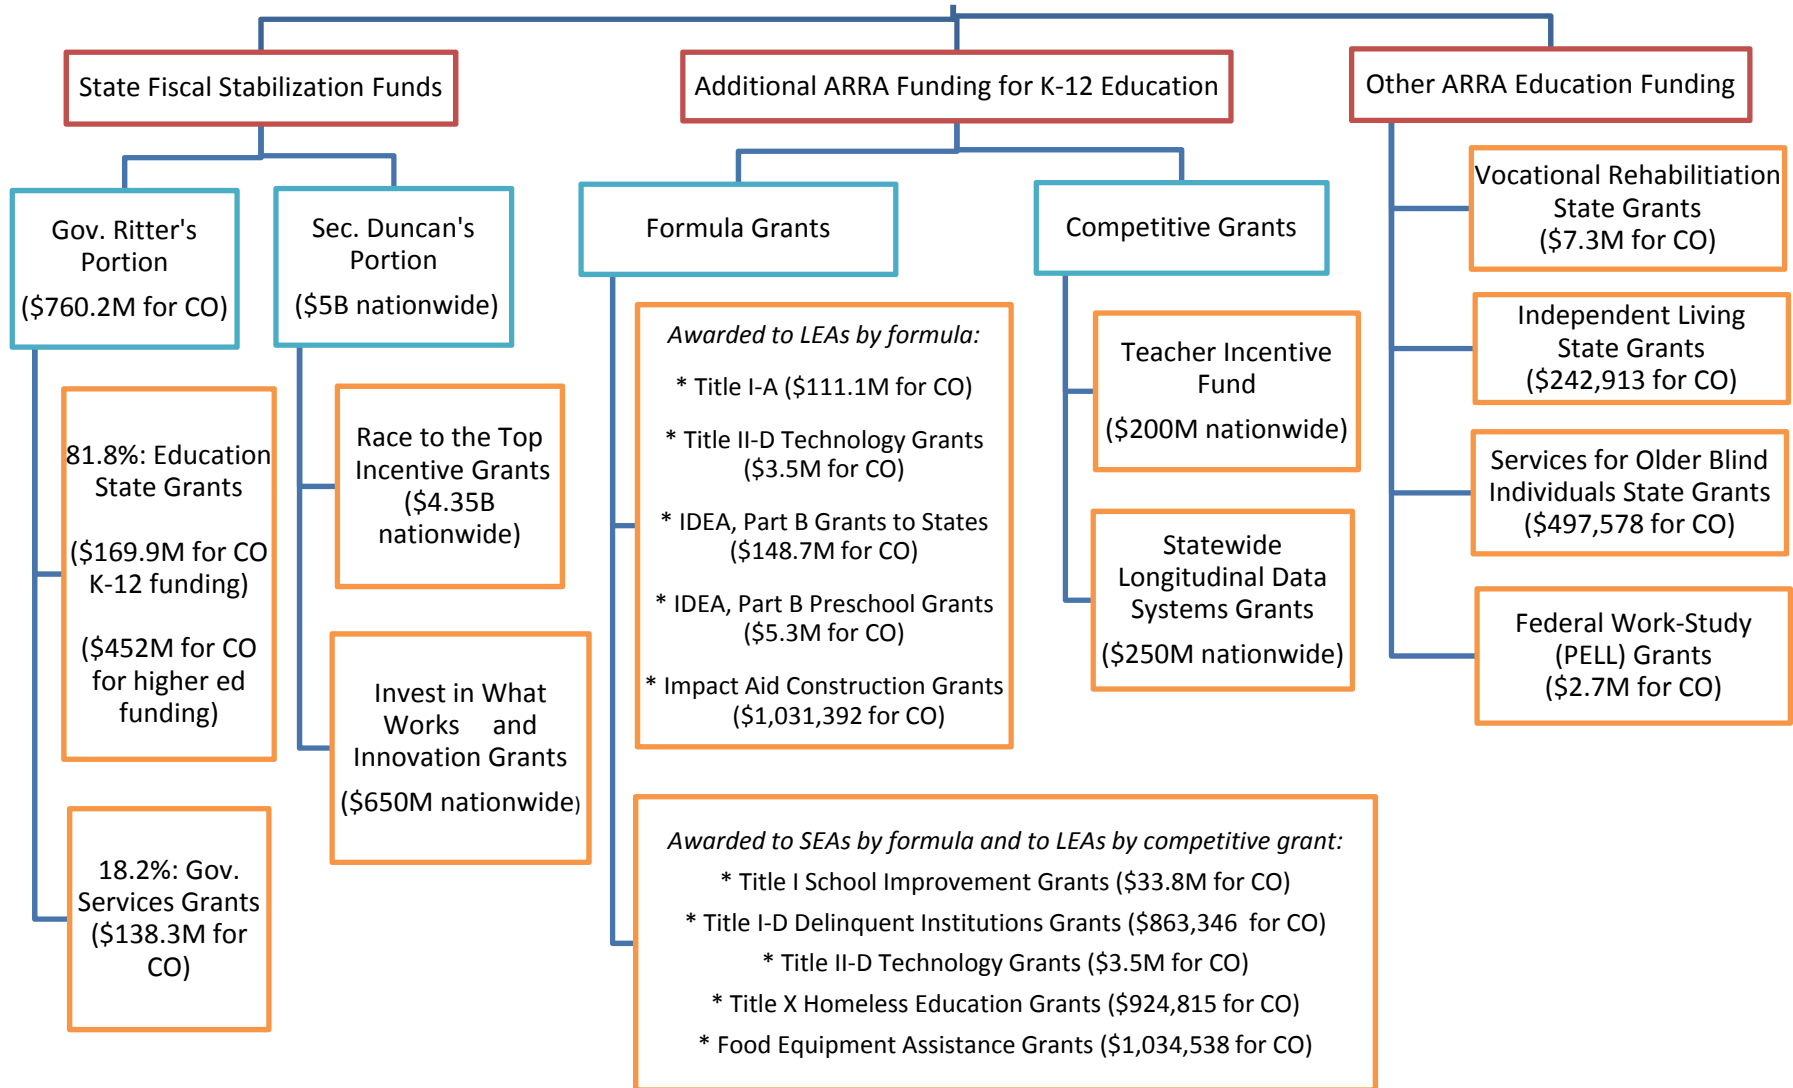 State Fiscal Stabilization Funds
Additional ARRA Funding for K-12 Education
Other ARRA Education Funding
Gov. Ritter's
Portion
($760.2M for CO)
Sec. Duncan's
Portion
($5B nationwide)
Formula Grants
Competitive Grants
81.8%: Education
State Grants
($169.9M for CO
K-12 funding)
($452M for CO
for higher ed
funding)
18.2%: Gov.
Services Grants
($138.3M for
CO)
Race to the Top
Incentive Grants
($4.35B
nationwide)
Invest in What
Works and
Innovation Grants
($650M nationwide)
Awarded to LEAs by formula:
* Title I-A ($111.1M for CO)
* Title II-D Technology Grants
($3.5M for CO)
* IDEA, Part B Grants to States
($148.7M for CO)
* IDEA, Part B Preschool Grants
($5.3M for CO)
* Impact Aid Construction Grants
($1,031,392 for CO)
Awarded to SEAs by formula and to LEAs by competitive grant:
* Title I School Improvement Grants ($33.8M for CO)
* Title I-D Delinquent Institutions Grants ($863,346 for CO)
* Title II-D Technology Grants ($3.5M for CO)
* Title X Homeless Education Grants ($924,815 for CO)
* Food Equipment Assistance Grants ($1,034,538 for CO)
Teacher Incentive
Fund
($200M nationwide)
Statewide
Longitudinal Data
Systems Grants
($250M nationwide)
Vocational Rehabilitiation
State Grants
($7.3M for CO)
Independent Living
State Grants
($242,913 for CO)
Services for Older Blind
Individuals State Grants
($497,578 for CO)
Federal Work-Study
(PELL) Grants
($2.7M for CO)